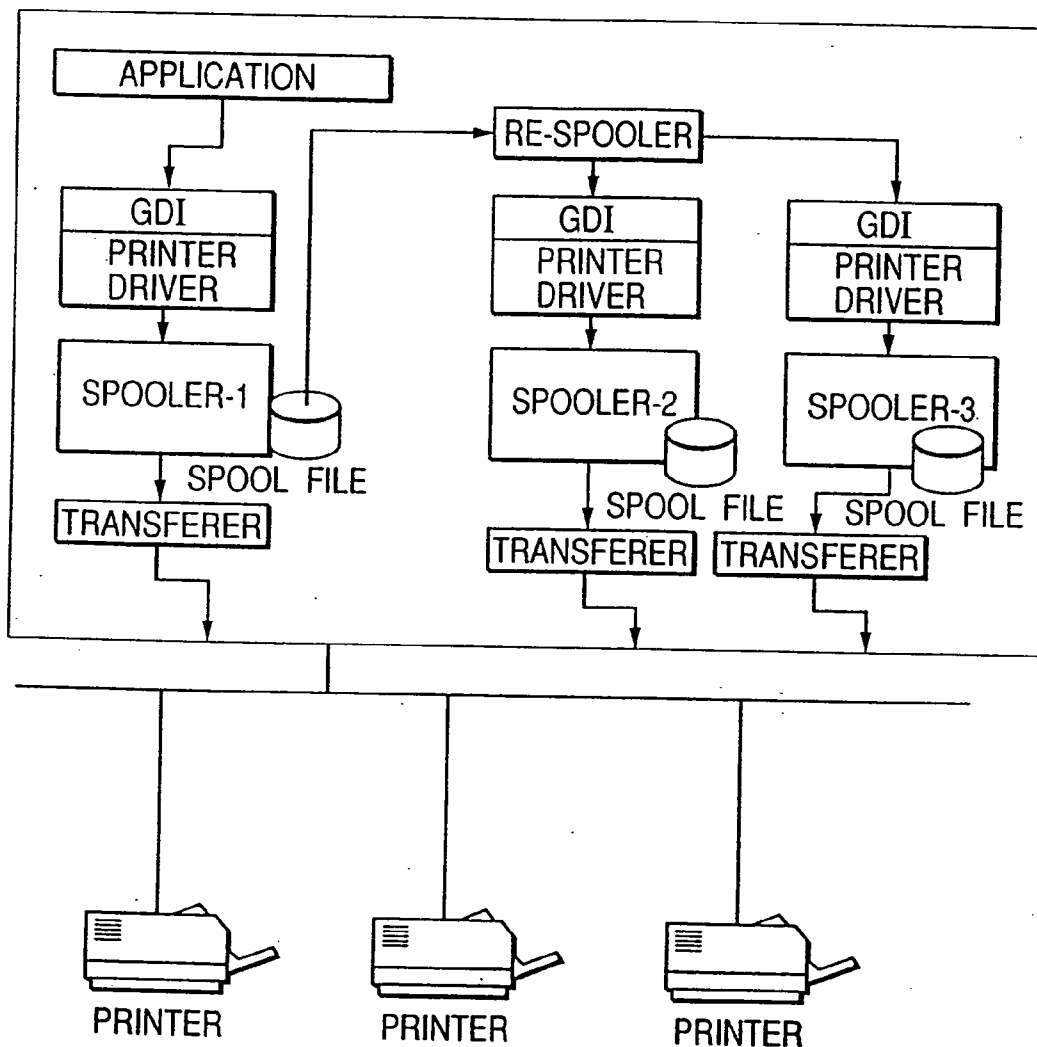 APPLICATION
RE-SPOOLER
GDI
PRINTER
DRIVER
GDI
PRINTER
DRIVER
GDI
PRINTER
DRIVER
SPOOLER-1
SPOOL FILE
SPOOLER-2
SPOOL FILE
SPOOLER-3
SPOOL FILE
TRANSFERER
TRANSFERER
TRANSFERER
PRINTER
PRINTER
PRINTER